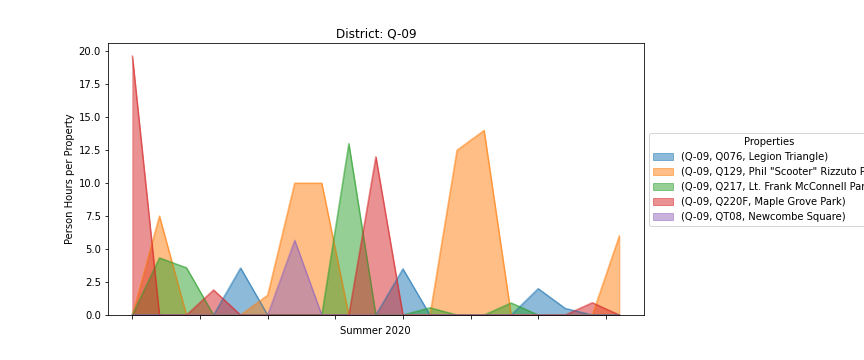 District: Q-09
20.0
17.5
15.0
12.5
10.0
7.5
5.0
2.5
0.0
Person Hours per Property
Summer 2020
Properties
(Q-09, Q076, Legion Triangle)
(Q-09, Q129, Phil "Scooter" Rizzuto P
(Q-09, Q217, Lt. Frank McConnell Par
(Q-09, Q220F, Maple Grove Park)
(Q-09, QT08, Newcombe Square)